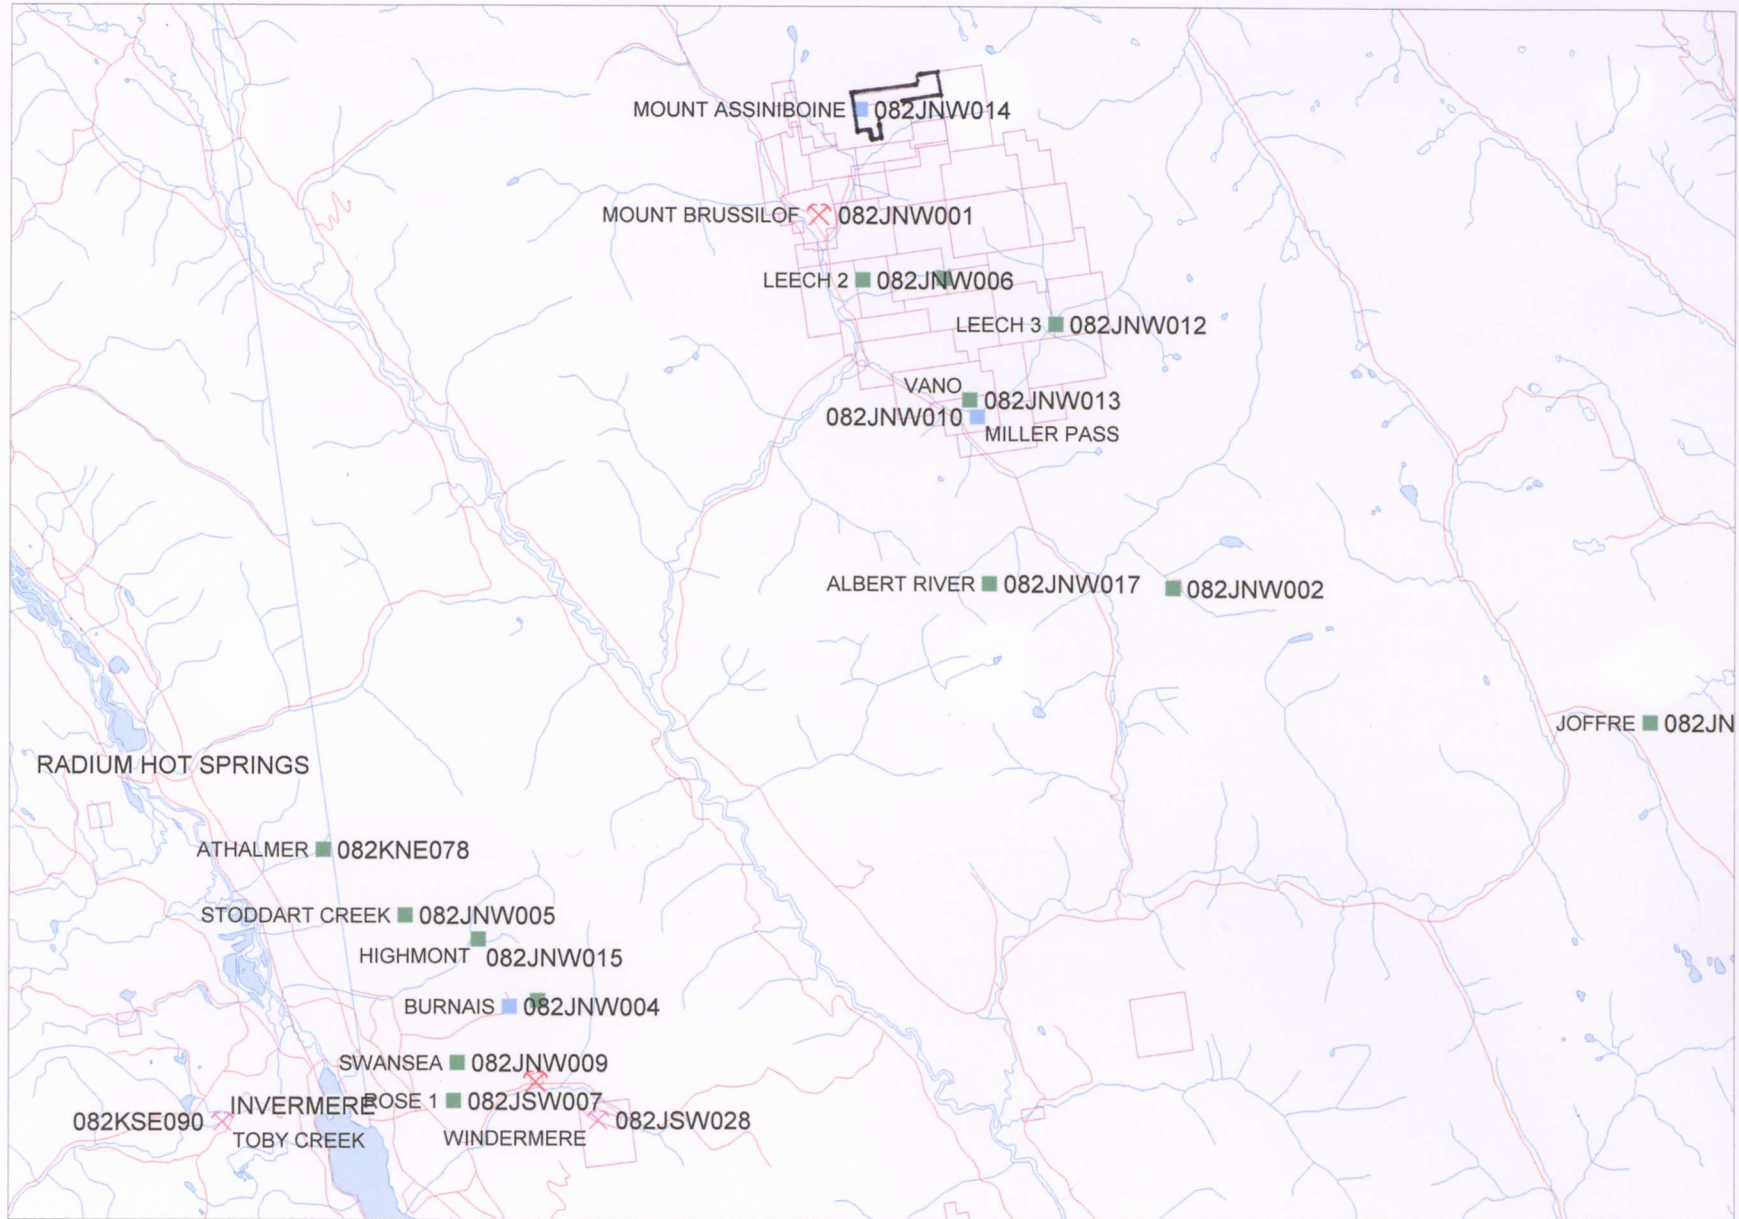 MOUNT ASSINIBOINE 082JNW014
MOUNT BRUSSILOF 082JNW001
LEECH 2 082JNW006
LEECH 3 082JNW012
VANO
082JNW013
082JNW010
MILLER PASS
ALBERT RIVER 082JNW017
082JNW002
JOFFRE 082JN
RADIUM HOT SPRINGS
ATHALMER 082KNE078
STODDART CREEK 082JNW005
HIGHMONT 082JNW015
BURNAIS 082JNW004
SWANSEA 082JNW009
ROSE 1 082JSW007
INVERMERE
082KSE090
TOBY CREEK
082JSW028
WINDERMERE